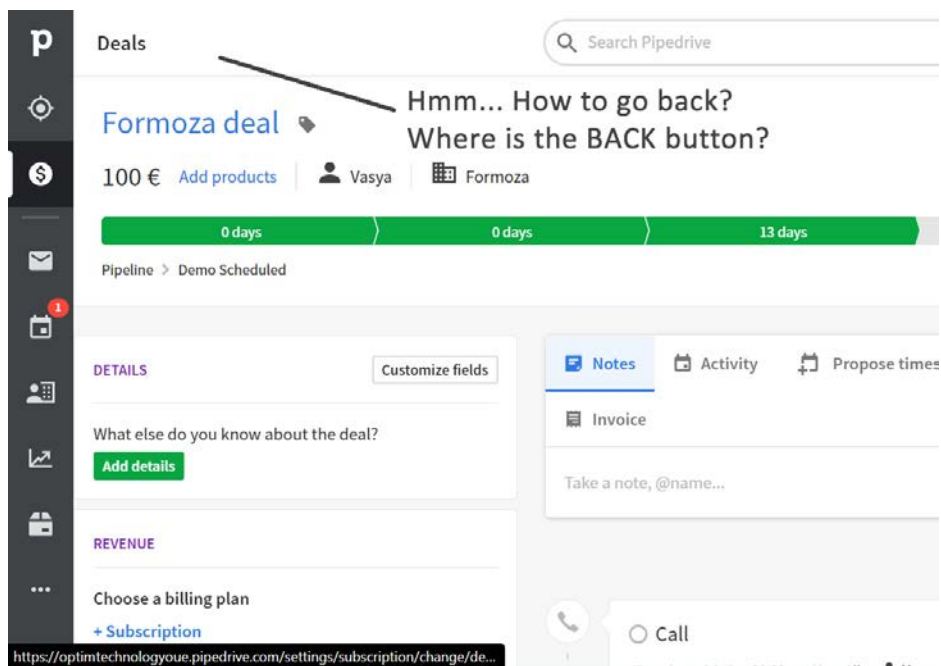 p
Deals
Search Pipedrive
Hmm... How to go back?
Where is the BACK button?
Formoza deal
100 € Add products Vasya Formoza
0 days 0 days 13 days
Pipeline > Demo Scheduled
1
DETAILS
Customize fields
What else do you know about the deal?
Add details
REVENUE
Choose a billing plan
+ Subscription
Notes Activity Propose times
Invoice
Take a note, @name...
Call
https://optimtechnologyoue.pipedrive.com/settings/subscription/change/de...